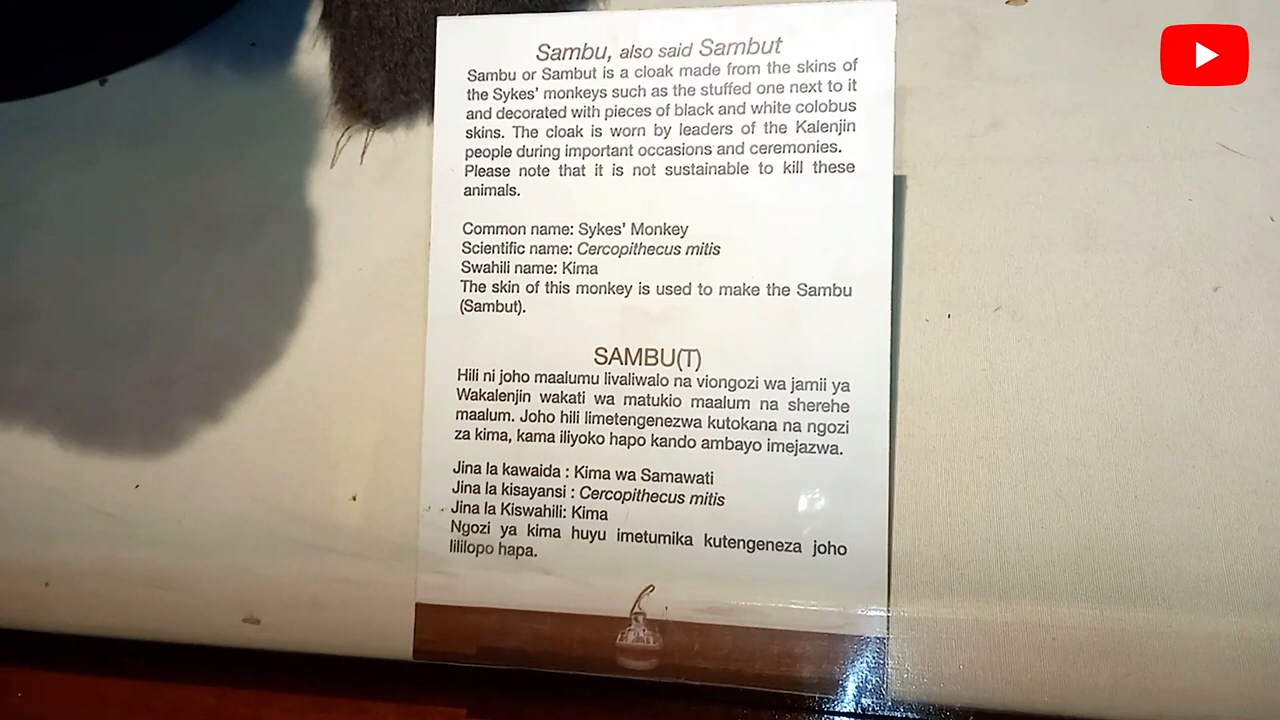 Sambu, also said Sambut
Sambu or Sambut is a cloak made from the skins of
the Sykes' monkeys such as the stuffed one next to it
and decorated with pieces of black and white colobus
skins. The cloak is worn by leaders of the Kalenjin
people during important occasions and ceremonies.
Please note that it is not sustainable to kill these
animals.
Common name: Sykes' Monkey
Scientific name: Cercopithecus mitis
Swahili name: Kima
The skin of this monkey is used to make the Sambu
(Sambut).
SAMBU(T)
Hili ni joho maalumu livaliwalo na viongozi wa jamii ya
Wakalenjin wakati wa matukio maalum na sherehe
maalum. Joho hili limetengenezwa kutokana na ngozi
za kima, kama iliyoko hapo kando ambayo imejazwa.
Jina la kawaida : Kima wa Samawati
Jina la kisayansi : Cercopithecus mitis
Jina la Kiswahili: Kima
Ngozi ya kima huyu imetumika kutengeneza joho
lililopo hapa.